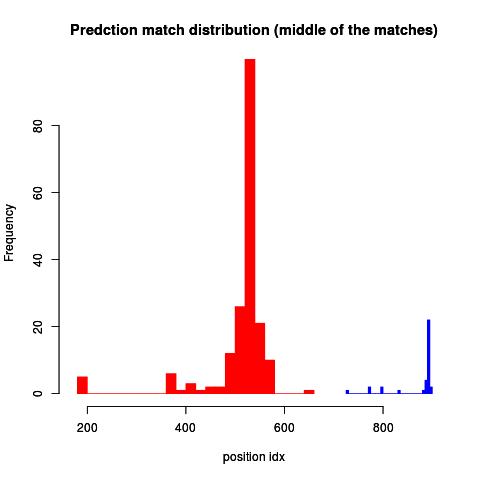 Predction match distribution (middle of the matches)
80
60
40
20
0
Frequency
200 400 600 800
position idx